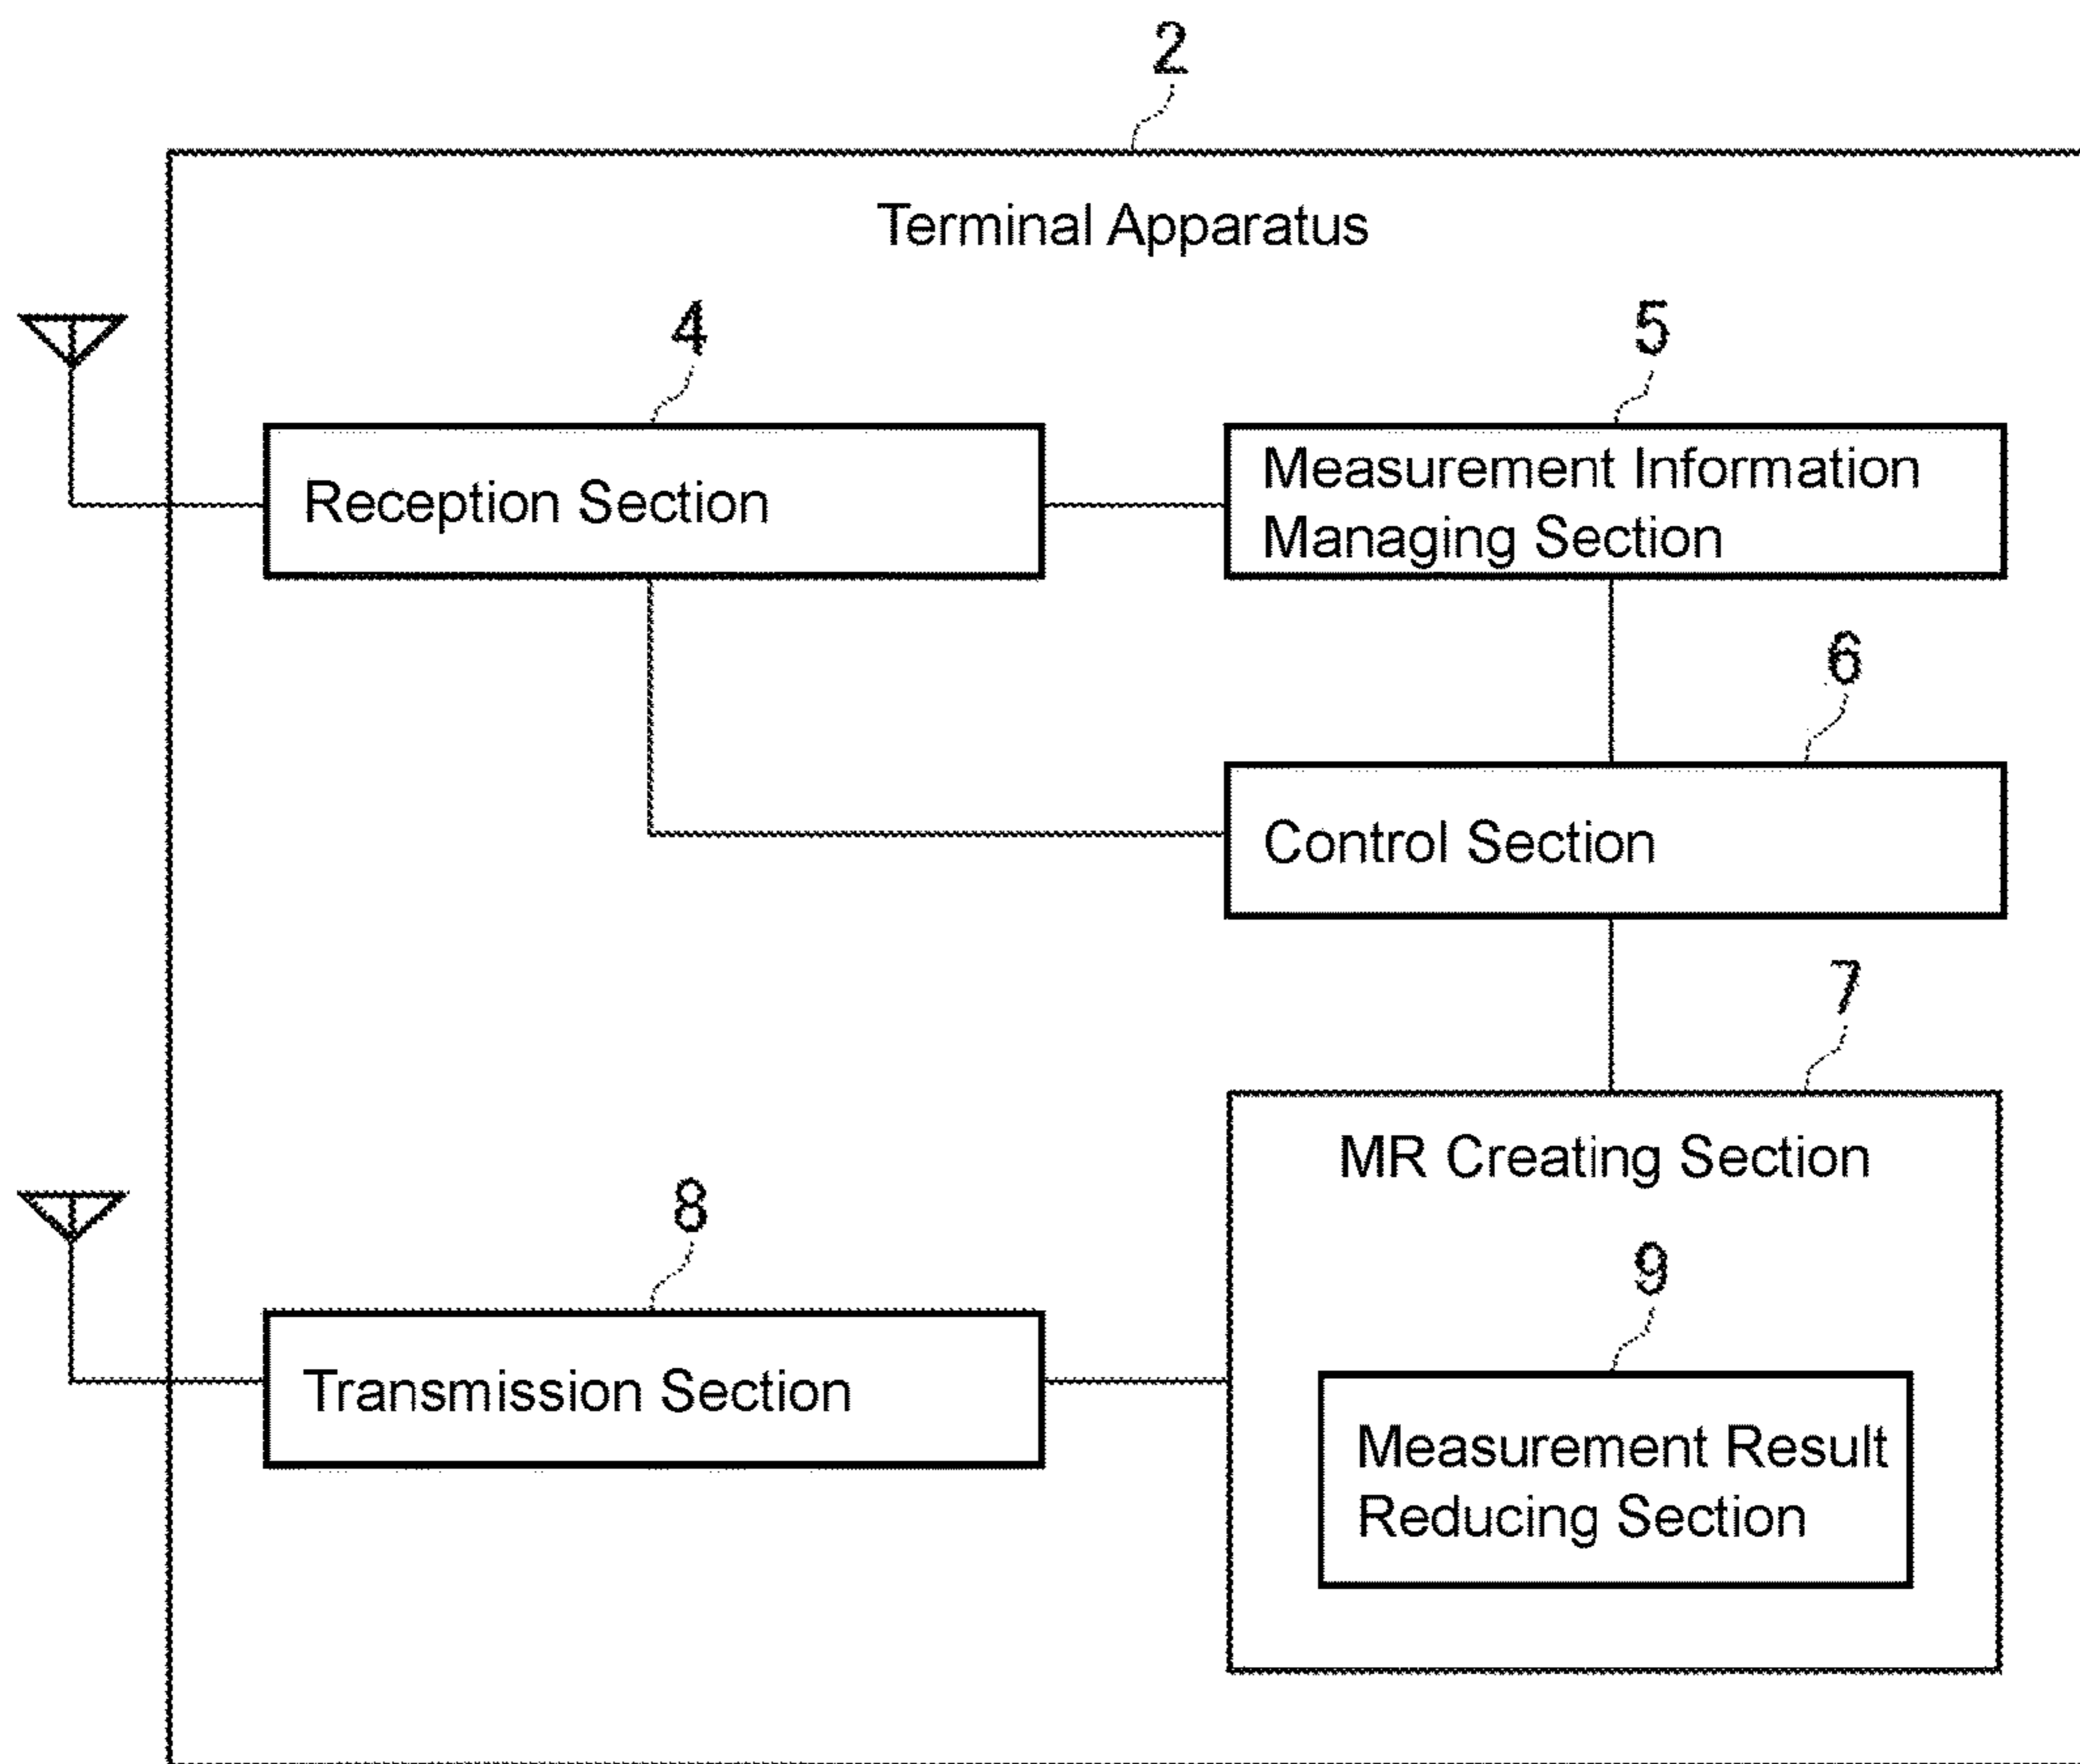 2
Terminal Apparatus
4
5
Reception Section
Measurement Information
Managing Section
6
Control Section
7
MR Creating Section
8
9
Transmission Section
Measurement Result
Reducing Section